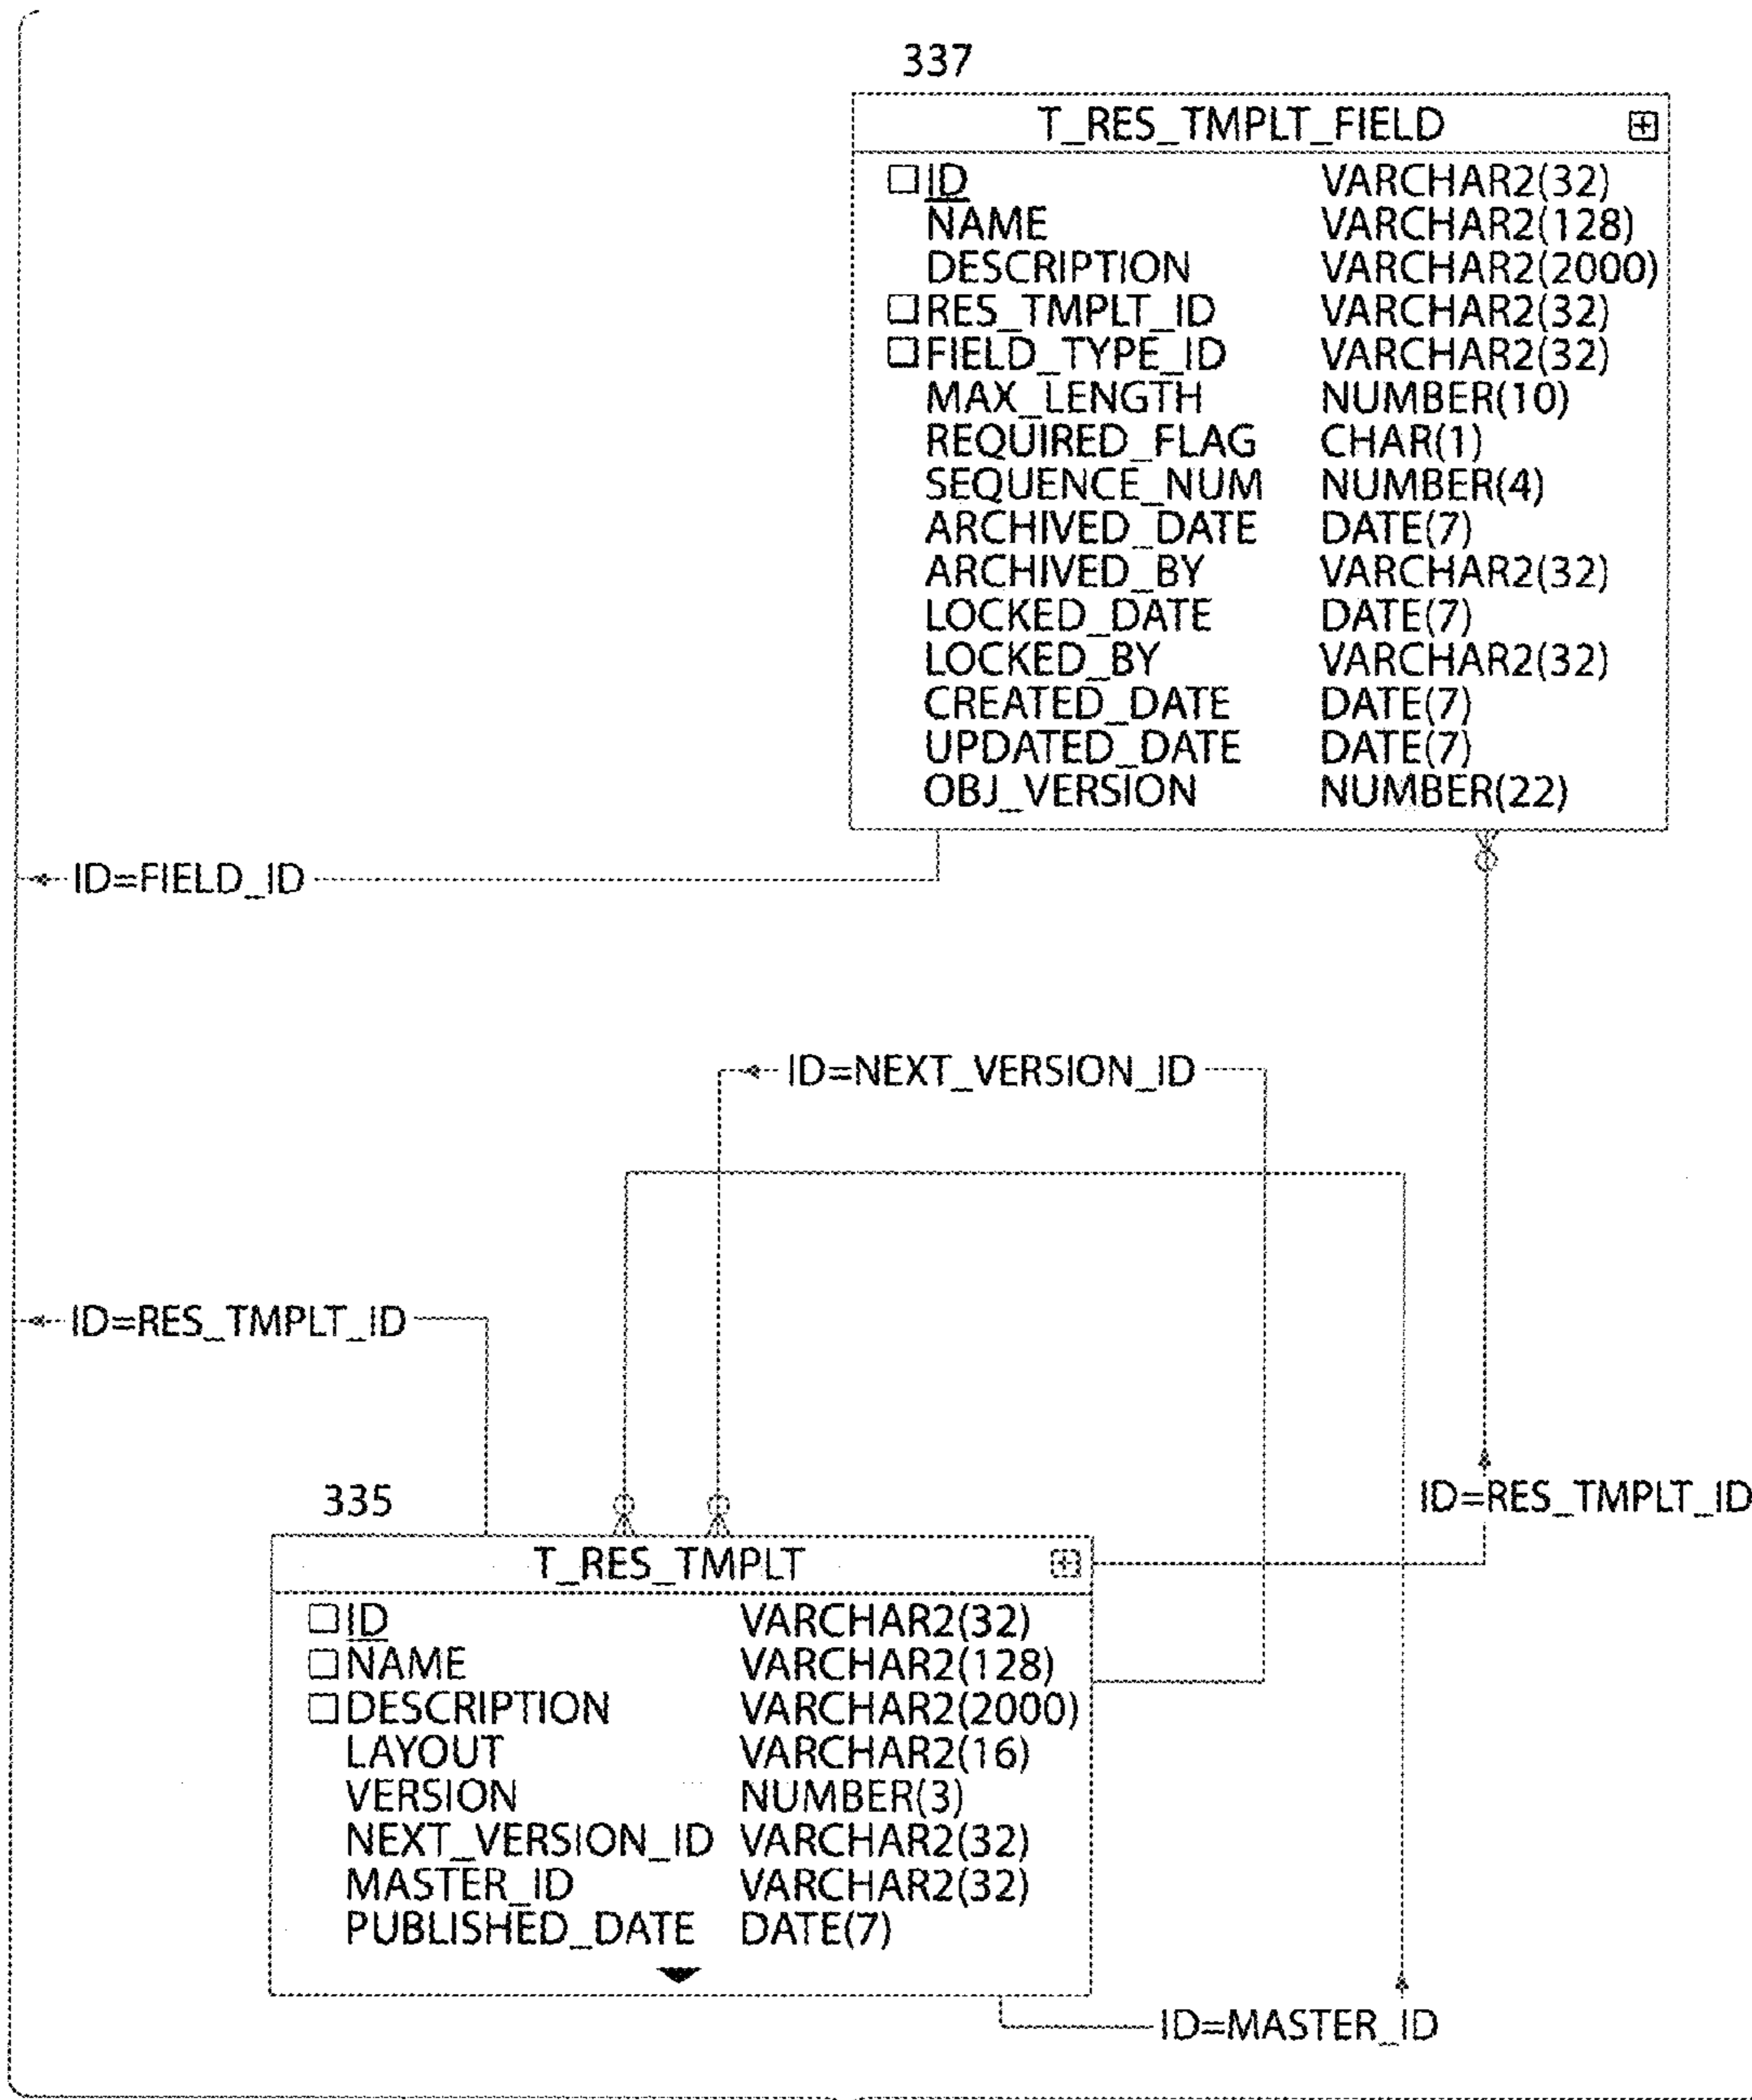 337
T_RES_TMPLT_FIELD
ID VARCHAR2(32)
NAME VARCHAR2(128)
DESCRIPTION VARCHAR2(2000)
RES_TMPLT_ID VARCHAR2(32)
FIELD_TYPE_ID VARCHAR2(32)
MAX_LENGTH NUMBER(10)
REQUIRED_FLAG CHAR(1)
SEQUENCE_NUM NUMBER(4)
ARCHIVED_DATE DATE(7)
ARCHIVED_BY VARCHAR2(32)
LOCKED_DATE DATE(7)
LOCKED_BY VARCHAR2(32)
CREATED_DATE DATE(7)
UPDATED_DATE DATE(7)
OBJ_VERSION NUMBER(22)
ID=FIELD_ID
ID=NEXT_VERSION_ID
ID=RES_TMPLT_ID
ID=RES_TMPLT_ID
335
T_RES_TMPLT
ID VARCHAR2(32)
NAME VARCHAR2(128)
DESCRIPTION VARCHAR2(2000)
LAYOUT VARCHAR2(16)
VERSION NUMBER(3)
NEXT_VERSION_ID VARCHAR2(32)
MASTER_ID VARCHAR2(32)
PUBLISHED_DATE DATE(7)
ID=MASTER_ID